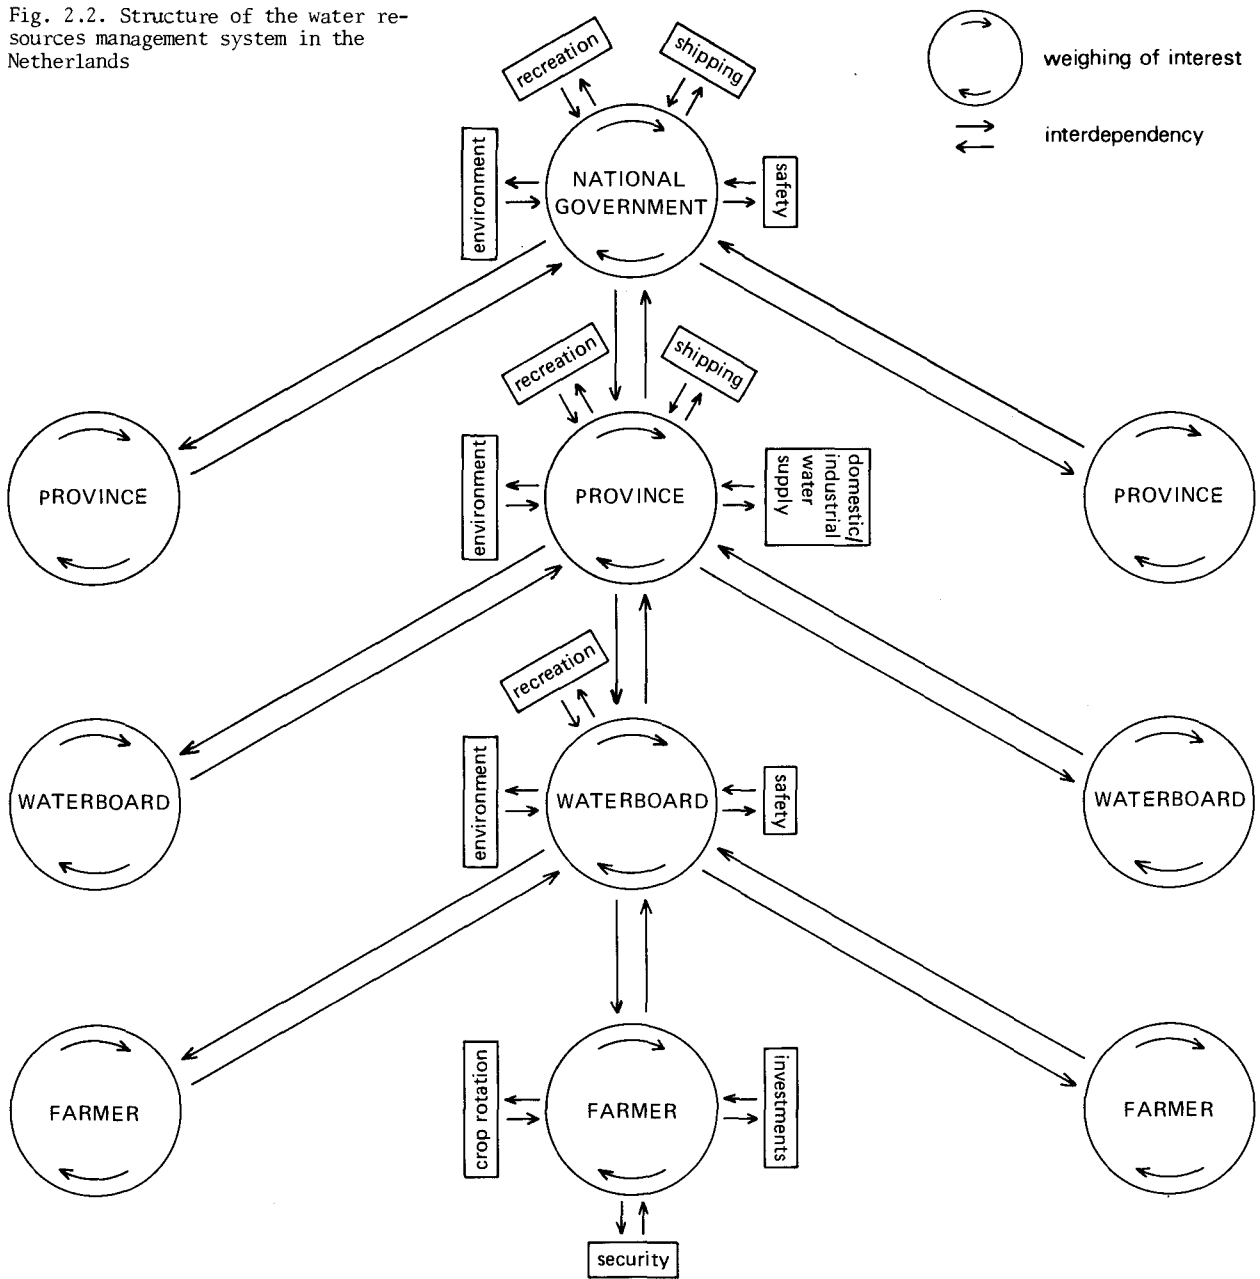 Fig. 2.2. Structure of the water re-
sources management system in the
Netherlands
weighing of interest
interdependency
recreation
shipping
environment
NATIONAL
GOVERNMENT
safety
recreation
shipping
PROVINCE
environment
PROVINCE
domestic/
industrial
water
supply
PROVINCE
recreation
WATERBOARD
environment
WATERBOARD
safety
WATERBOARD
FARMER
crop rotation
FARMER
investments
FARMER
security